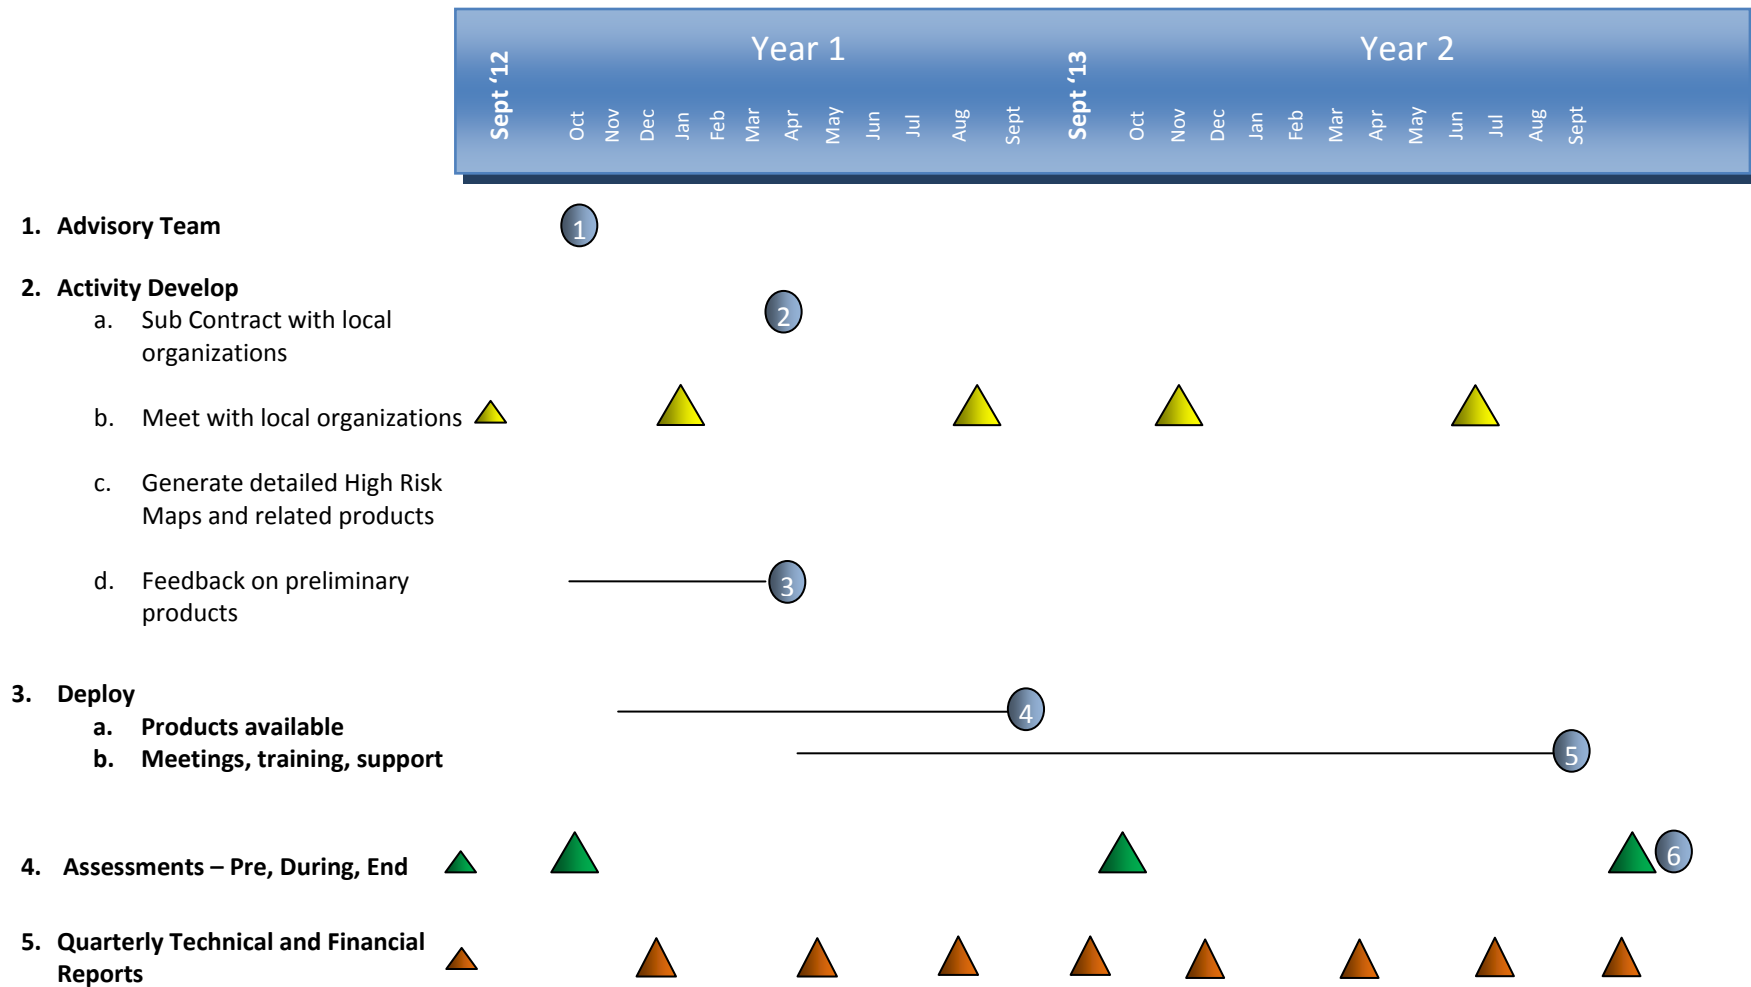 Year 1
Year 2
Sept ‘12
Oct
Nov
Dec
Jan
Feb
Mar
Apr
May
Jun
Jul
Aug
Sept
Sept ‘13
Oct
Nov
Dec
Jan
Feb
Mar
Apr
May
Jun
Jul
Aug
Sept
1. Advisory Team
1
2. Activity Develop
a. Sub Contract with local
organizations
2
b. Meet with local organizations
c. Generate detailed High Risk
Maps and related products
d. Feedback on preliminary
products
3
3. Deploy
a. Products available
4
b. Meetings, training, support
5
4. Assessments – Pre, During, End
6
5. Quarterly Technical and Financial
Reports